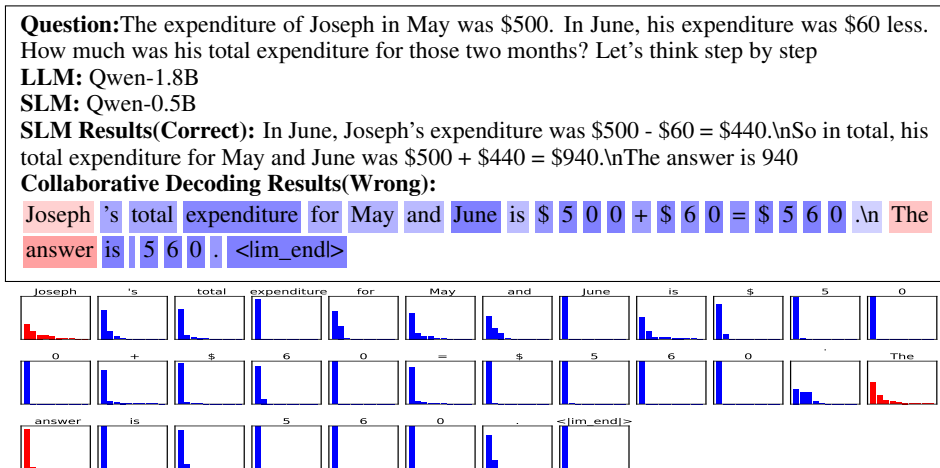 Question:The expenditure of Joseph in May was $500. In June, his expenditure was $60 less.
How much was his total expenditure for those two months? Let's think step by step
LLM: Qwen-1.8B
SLM: Qwen-0.5B
SLM Results(Correct): In June, Joseph's expenditure was $500 - $60 = $440.\nSo in total, his
total expenditure for May and June was $500 + $440 = $940.\nThe answer is 940
Collaborative Decoding Results(Wrong):
Joseph 's total expenditure for May and June is $ 5 0 0 + $ 6 0 = $ 5 6 0 .\n The
answer is 5 6 0 . <|im_end|>
Joseph 's total expenditure for May and June is $ 5 0
0 + $ 6 0 = $ 5 6 0 . The
answer is 5 6 0 . <|im_end|>